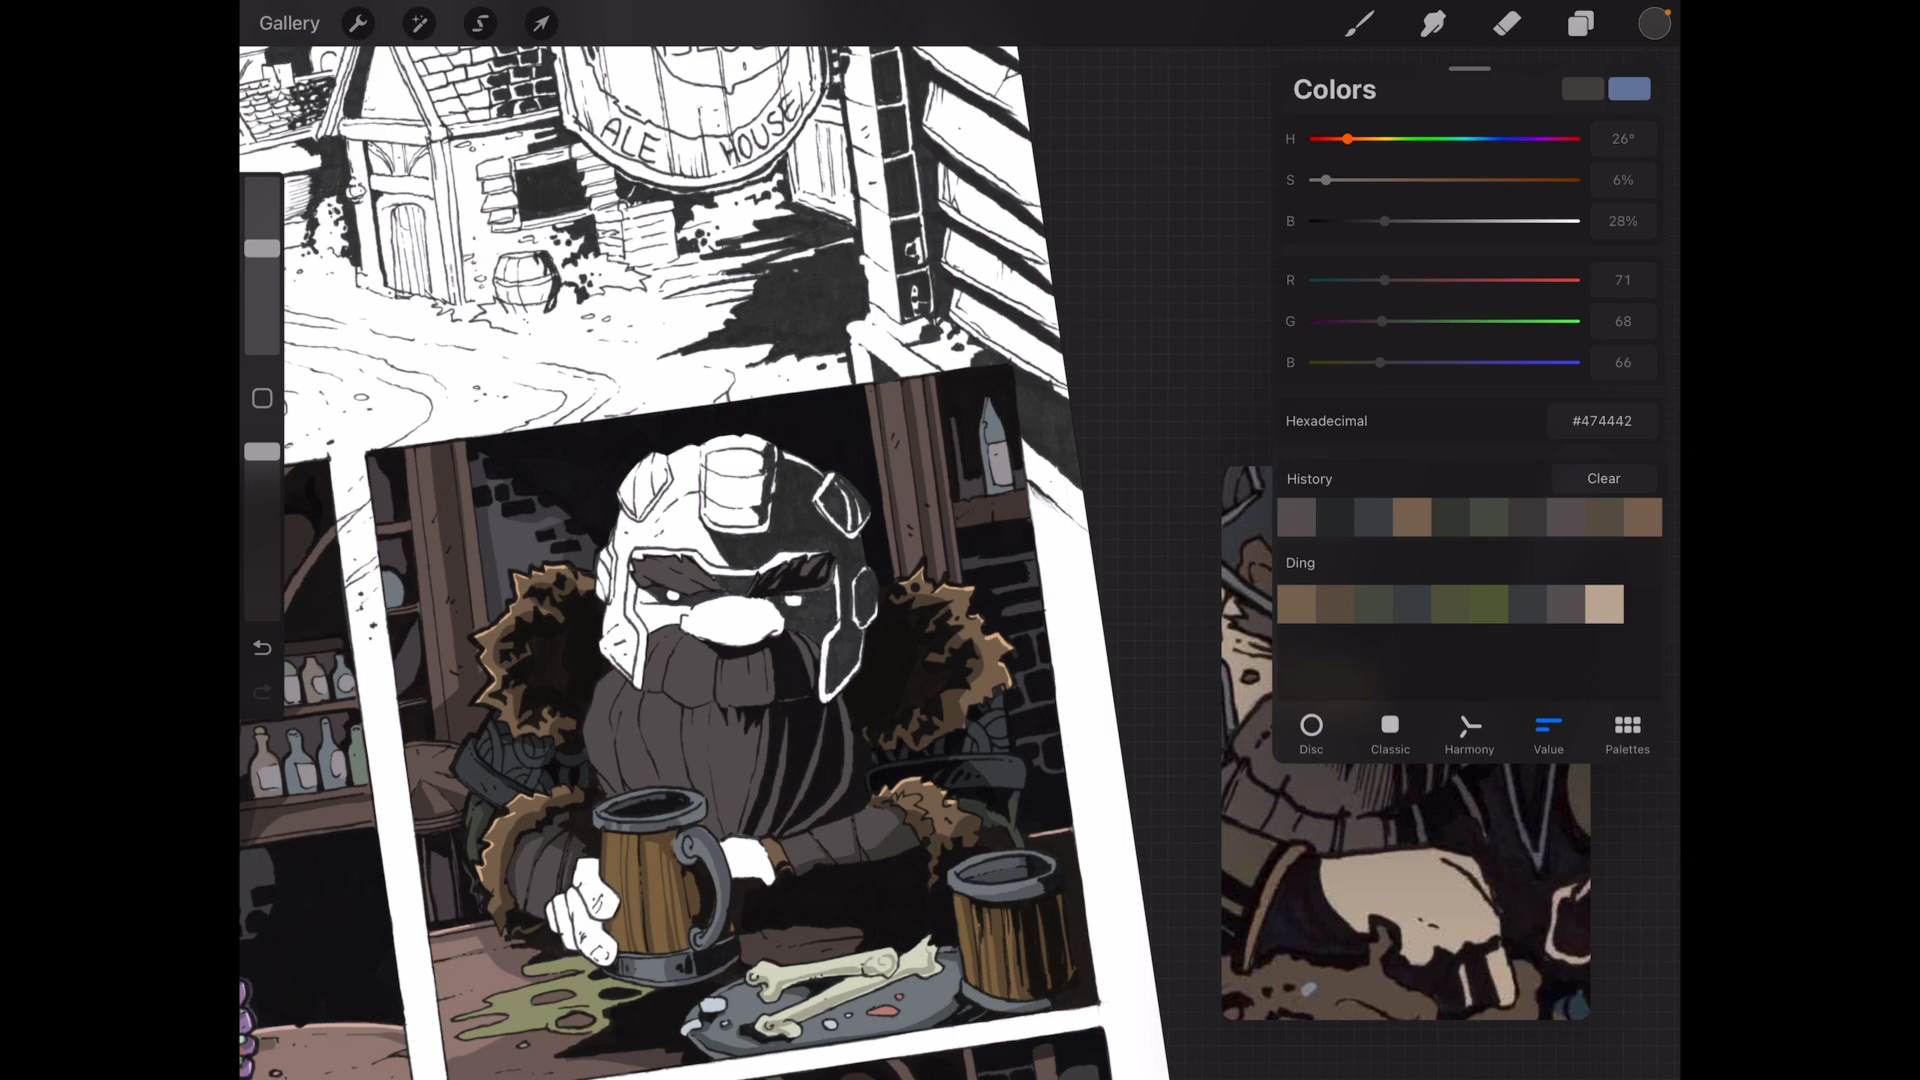 Gallery
ALE HOUSE
Colors
H 26°
S 6%
B 28%
R 71
G 68
B 66
Hexadecimal #474442
History Clear
Ding
Disc Classic Harmony Value Palettes